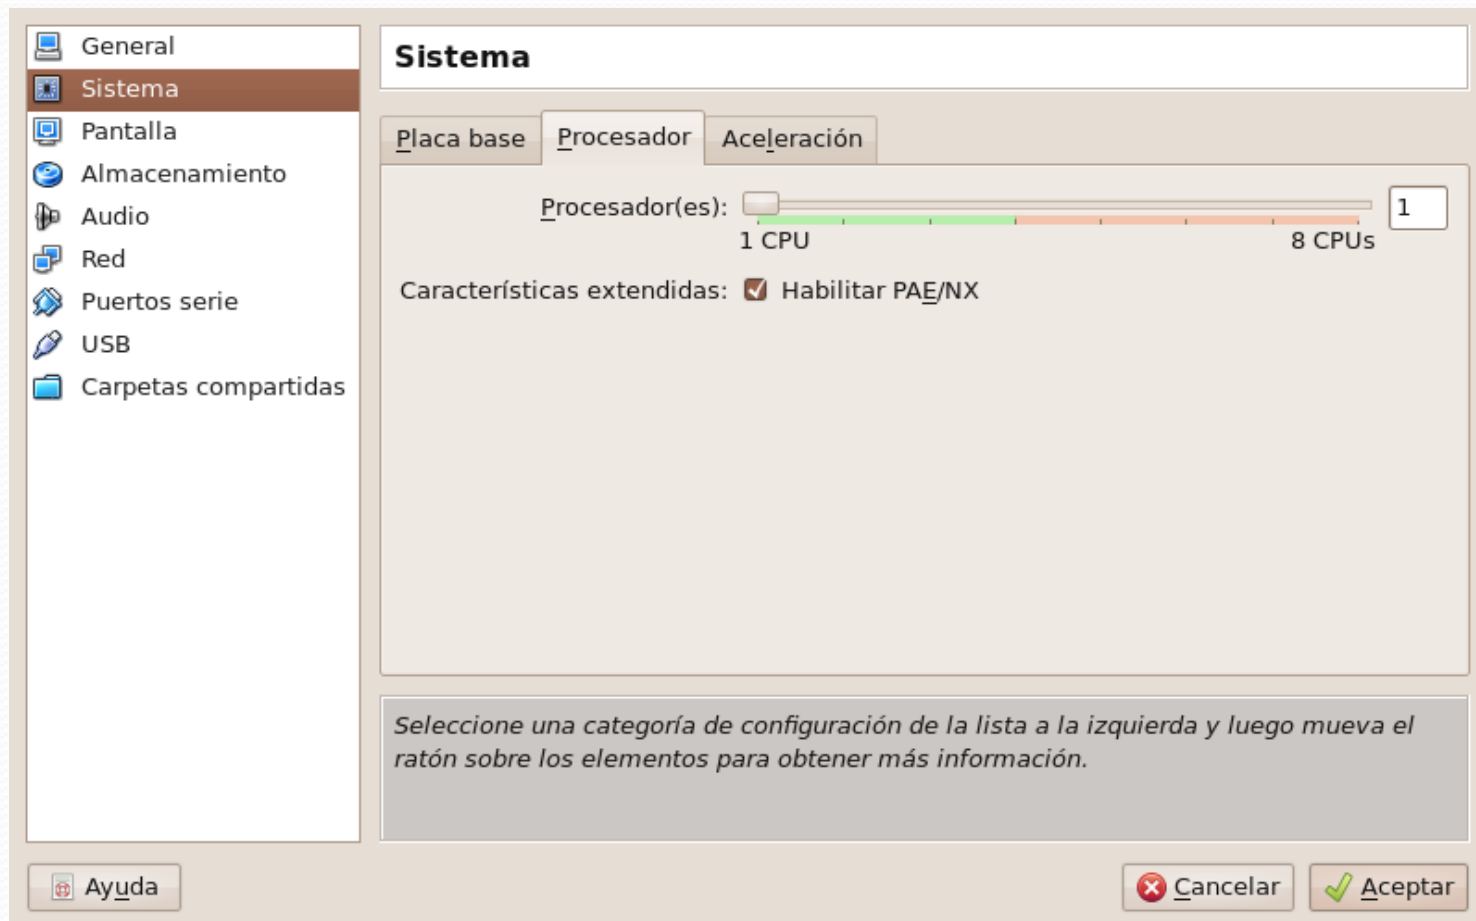 General
Sistema
Pantalla
Almacenamiento
Audio
Red
Puertos serie
USB
Carpetas compartidas
Sistema
Placa base Procesador Aceleración
Procesador(es): 1
1 CPU 8 CPUs
Características extendidas: Habilitar PAE/NX
Seleccione una categoría de configuración de la lista a la izquierda y luego mueva el
ratón sobre los elementos para obtener más información.
Ayuda Cancelar Aceptar